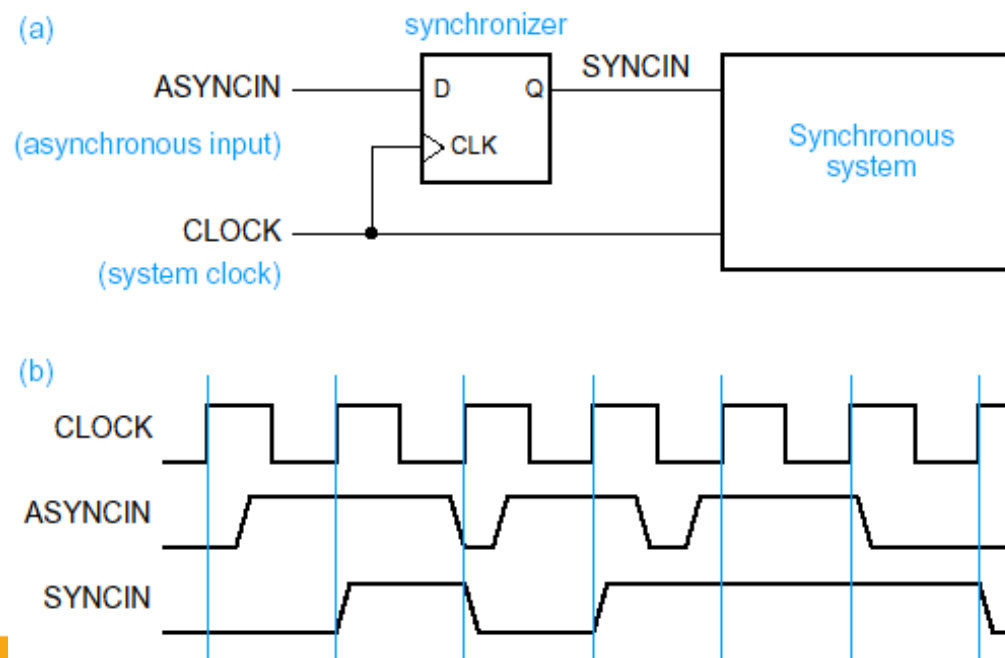 (a)
synchronizer
ASYNCIN
D
Q
SYNCIN
(asynchronous input)
CLK
Synchronous
system
CLOCK
(system clock)
(b)
CLOCK
ASYNCIN
SYNCIN